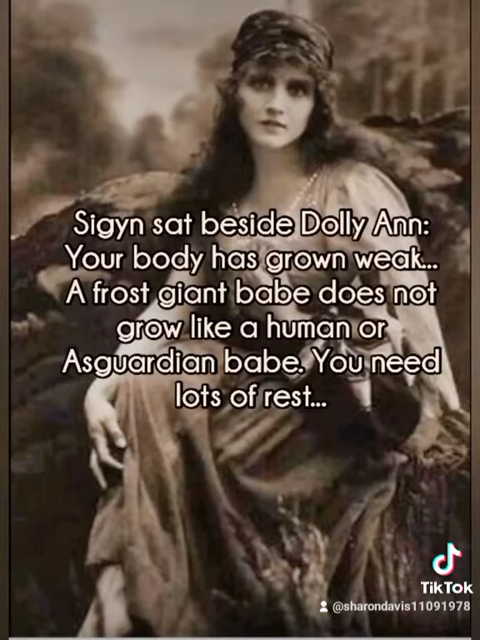 Sigyn sat beside Dolly Ann:
Your body has grown weak...
A frost giant babe does not
grow like a human or
Asguardian babe. You need
lots of rest...
TikTok
@sharondavis11091978